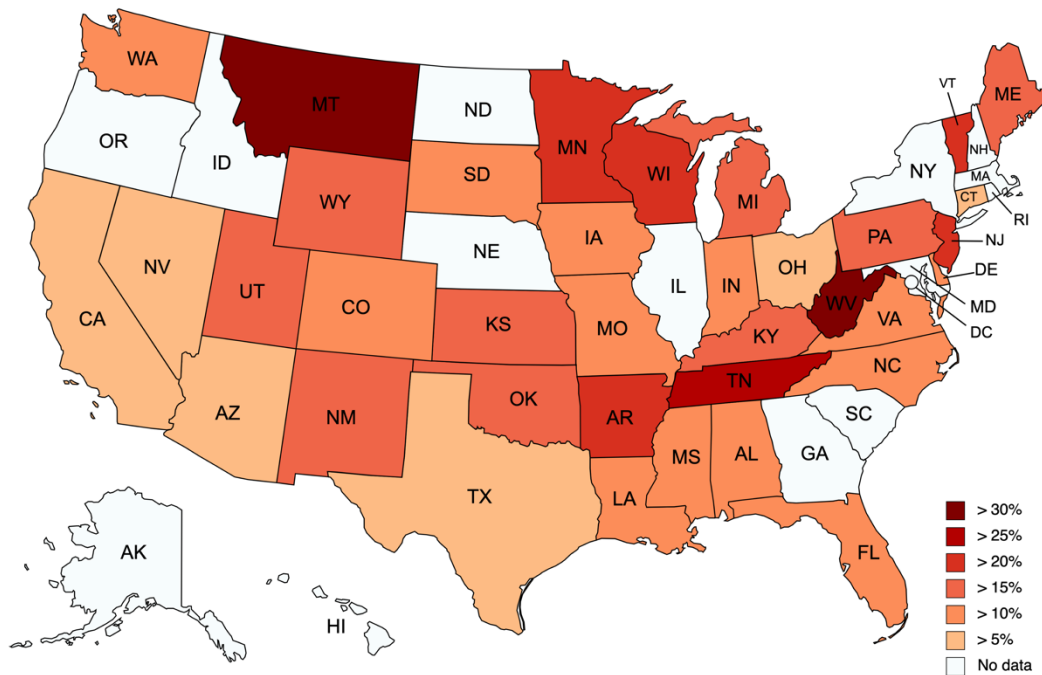 WA
MT
ND
OR
ID
MN
VT
ME
NH
WY
SD
WI
MI
NY
MA
CT
RI
NE
IA
PA
NJ
NV
UT
CO
IL
IN
OH
DE
MD
DC
CA
KS
MO
WV
VA
KY
AZ
NM
OK
AR
TN
NC
SC
TX
LA
MS
AL
GA
FL
AK
HI
> 30%
> 25%
> 20%
> 15%
> 10%
> 5%
No data